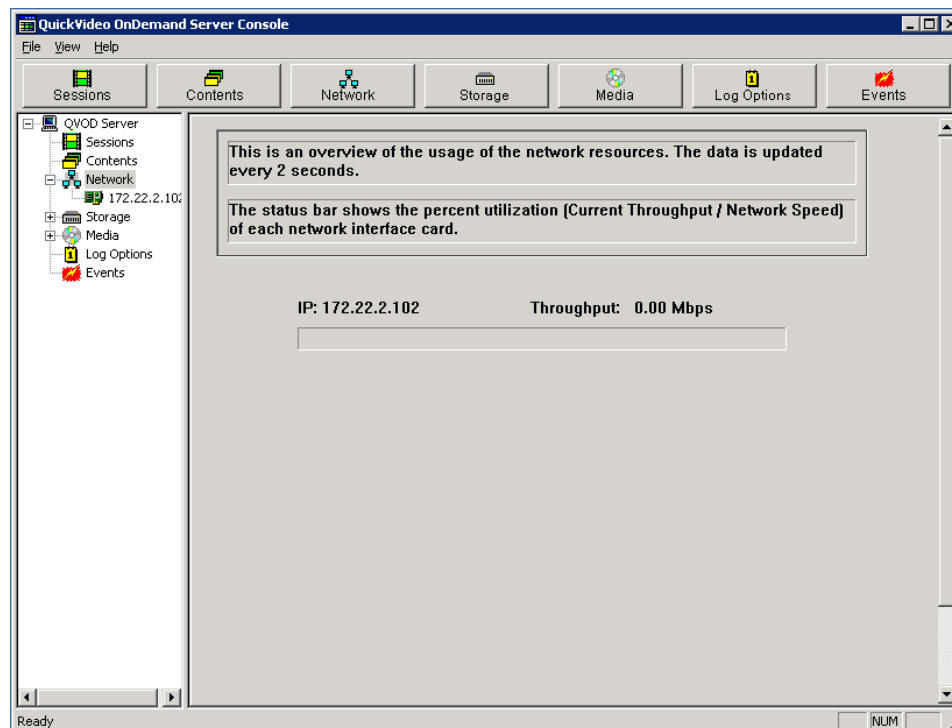 QuickVideo OnDemand Server Console
File View Help
Sessions Contents Network Storage Media Log Options Events
QVOD Server
Sessions
Contents
Network
172.22.2.102
Storage
Media
Log Options
Events
This is an overview of the usage of the network resources. The data is updated
every 2 seconds.
The status bar shows the percent utilization (Current Throughput / Network Speed)
of each network interface card.
IP: 172.22.2.102 Throughput: 0.00 Mbps
Ready NUM